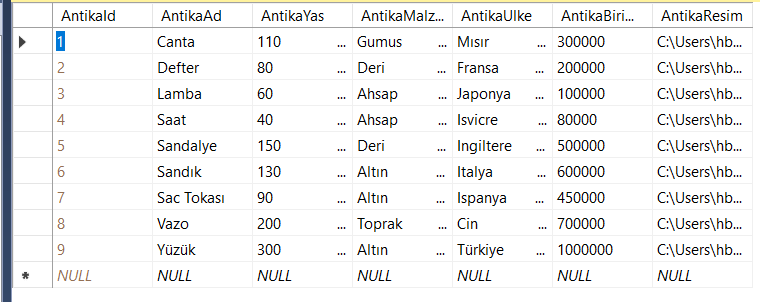 AntikaId AntikaAd AntikaYas AntikaMalz... AntikaUlke AntikaBiri... AntikaResim
1 Canta 110 ... Gumus ... Mısır ... 300000 C:\Users\hb...
2 Defter 80 ... Deri ... Fransa ... 200000 C:\Users\hb...
3 Lamba 60 ... Ahsap ... Japonya ... 100000 C:\Users\hb...
4 Saat 40 ... Ahsap ... Isvicre ... 80000 C:\Users\hb...
5 Sandalye 150 ... Deri ... Ingiltere ... 500000 C:\Users\hb...
6 Sandık 130 ... Altın ... Italya ... 600000 C:\Users\hb...
7 Sac Tokası 90 ... Altın ... Ispanya ... 450000 C:\Users\hb...
8 Vazo 200 ... Toprak ... Cin ... 700000 C:\Users\hb...
9 Yüzük 300 ... Altın ... Türkiye ... 1000000 C:\Users\hb...
* NULL NULL NULL NULL NULL NULL NULL